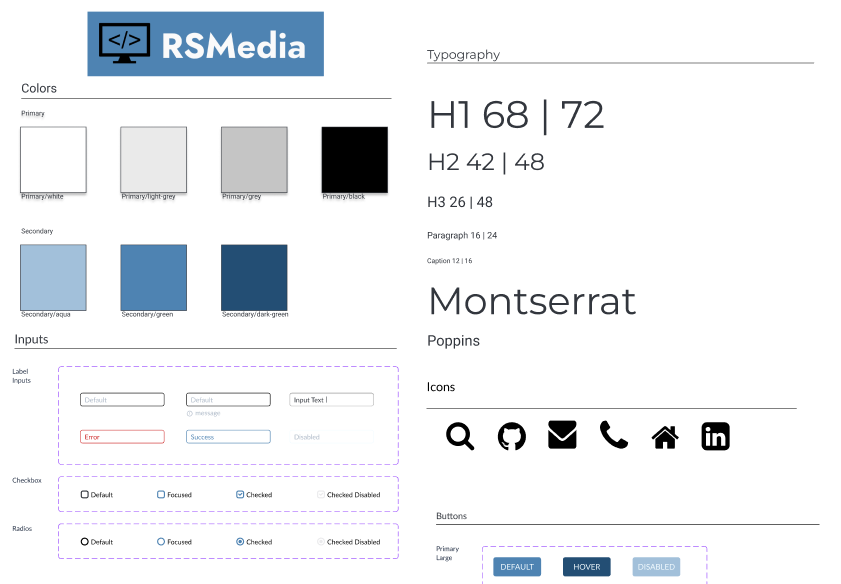 </> RSMedia
Colors
Primary
Primary/white
Primary/light-grey
Primary/grey
Primary/black
Secondary
Secondary/aqua
Secondary/green
Secondary/dark-green
Inputs
Label
Inputs
Default
Default
Input Text |
message
Error
Success
Disabled
Checkbox
Default
Focused
Checked
Checked Disabled
Radios
Default
Focused
Checked
Checked Disabled
Typography
H1 68 | 72
H2 42 | 48
H3 26 | 48
Paragraph 16 | 24
Caption 12 | 16
Montserrat
Poppins
Icons
in
Buttons
Primary
Large
DEFAULT
HOVER
DISABLED